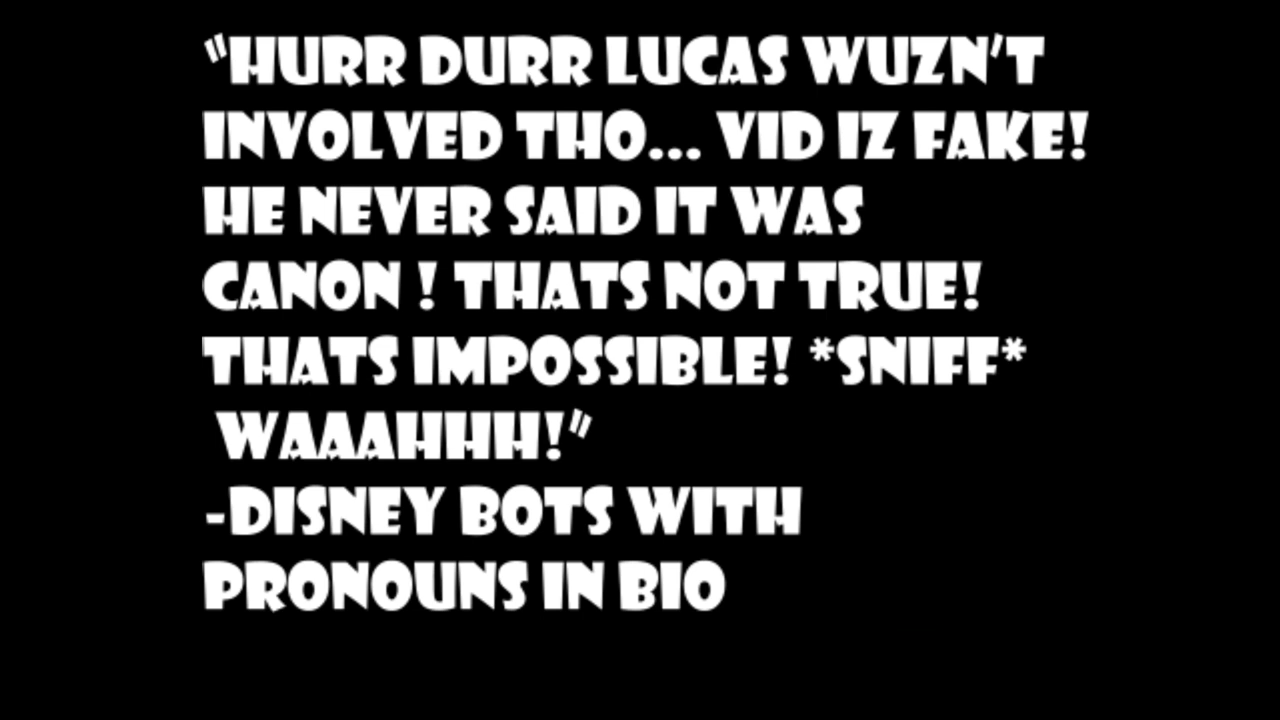 "HURR DURR LUCAS WUZN'T
INVOLVED THO... VID IZ FAKE!
HE NEVER SAID IT WAS
CANON ! THATS NOT TRUE!
THATS IMPOSSIBLE! *SNIFF*
WAAAHHH!"
-DISNEY BOTS WITH
PRONOUNS IN BIO